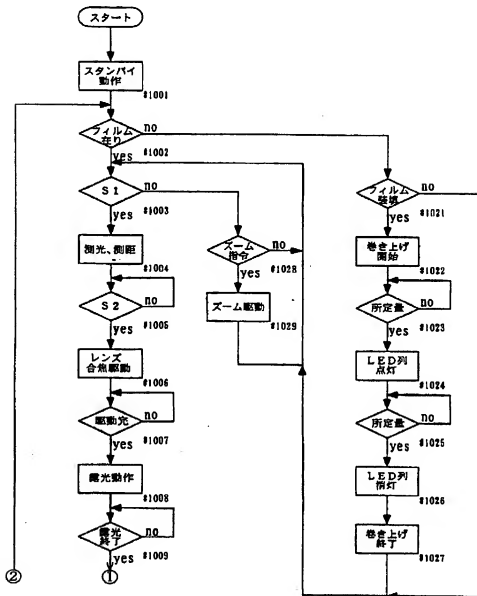 スタート
スタンバイ
動作
#1001
フィルム
在り
no
yes
#1002
S1
no
yes
#1003
測光、測距
#1004
S2
no
yes
#1005
レンズ
合焦駆動
#1006
駆動完
no
yes
#1007
露光動作
#1008
露光
終了
no
yes
#1009
②
①
ズーム
指令
no
yes
#1028
ズーム駆動
#1029
フィルム
装填
no
yes
#1021
巻き上げ
開始
#1022
所定量
no
yes
#1023
LED列
点灯
#1024
所定量
no
yes
#1025
LED列
消灯
#1026
巻き上げ
終了
#1027